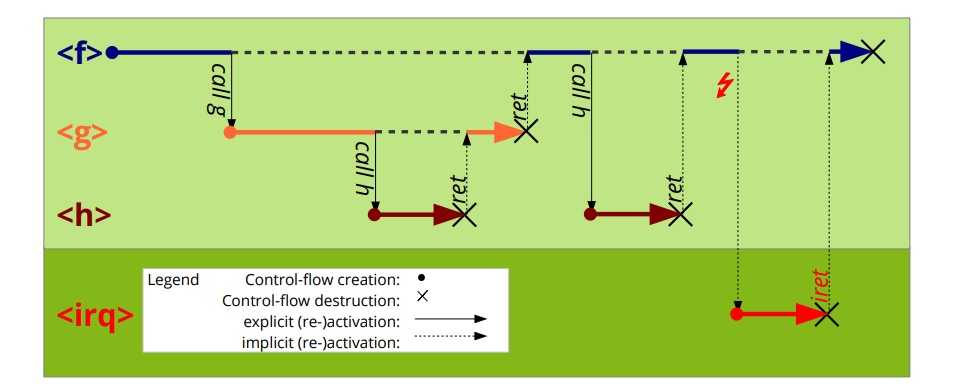 <f>
call g
ret
call h
<g>
call h
ret
ret
<h>
iret
<irq>
Legend
Control-flow creation:
Control-flow destruction:
explicit (re-)activation:
implicit (re-)activation: